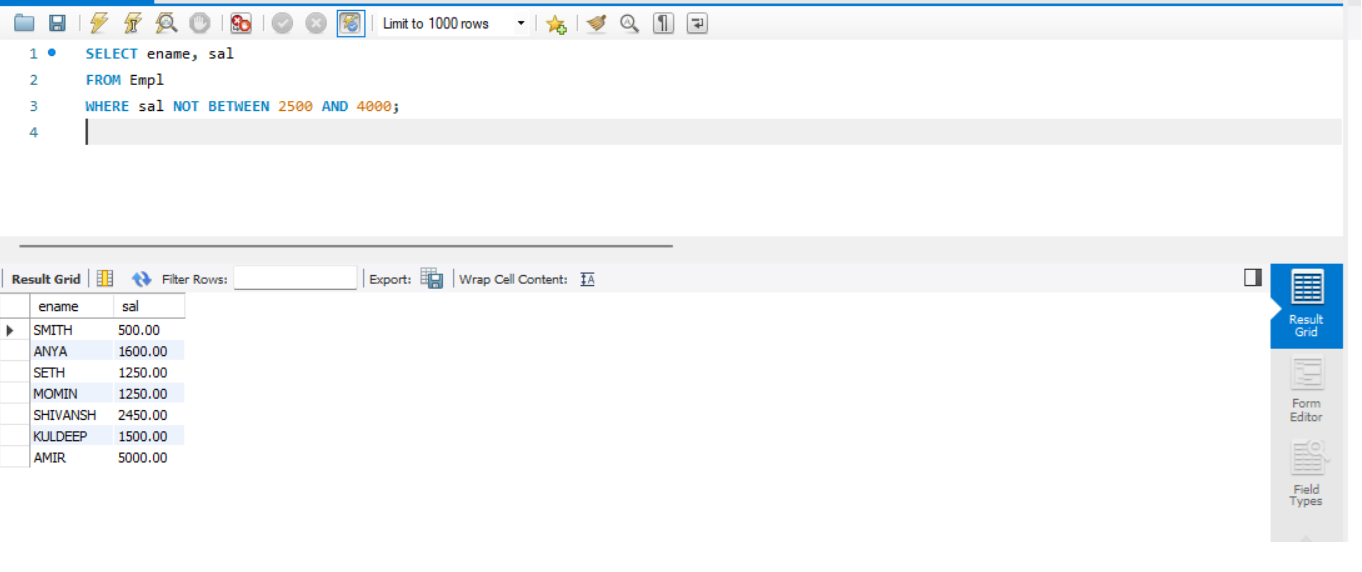 Limit to 1000 rows
1 SELECT ename, sal
2 FROM Empl
3 WHERE sal NOT BETWEEN 2500 AND 4000;
4
Result Grid Filter Rows: Export: Wrap Cell Content: IA
ename sal
SMITH 500.00
ANYA 1600.00
SETH 1250.00
MOMIN 1250.00
SHIVANSH 2450.00
KULDEEP 1500.00
AMIR 5000.00
Result
Grid
Form
Editor
Field
Types